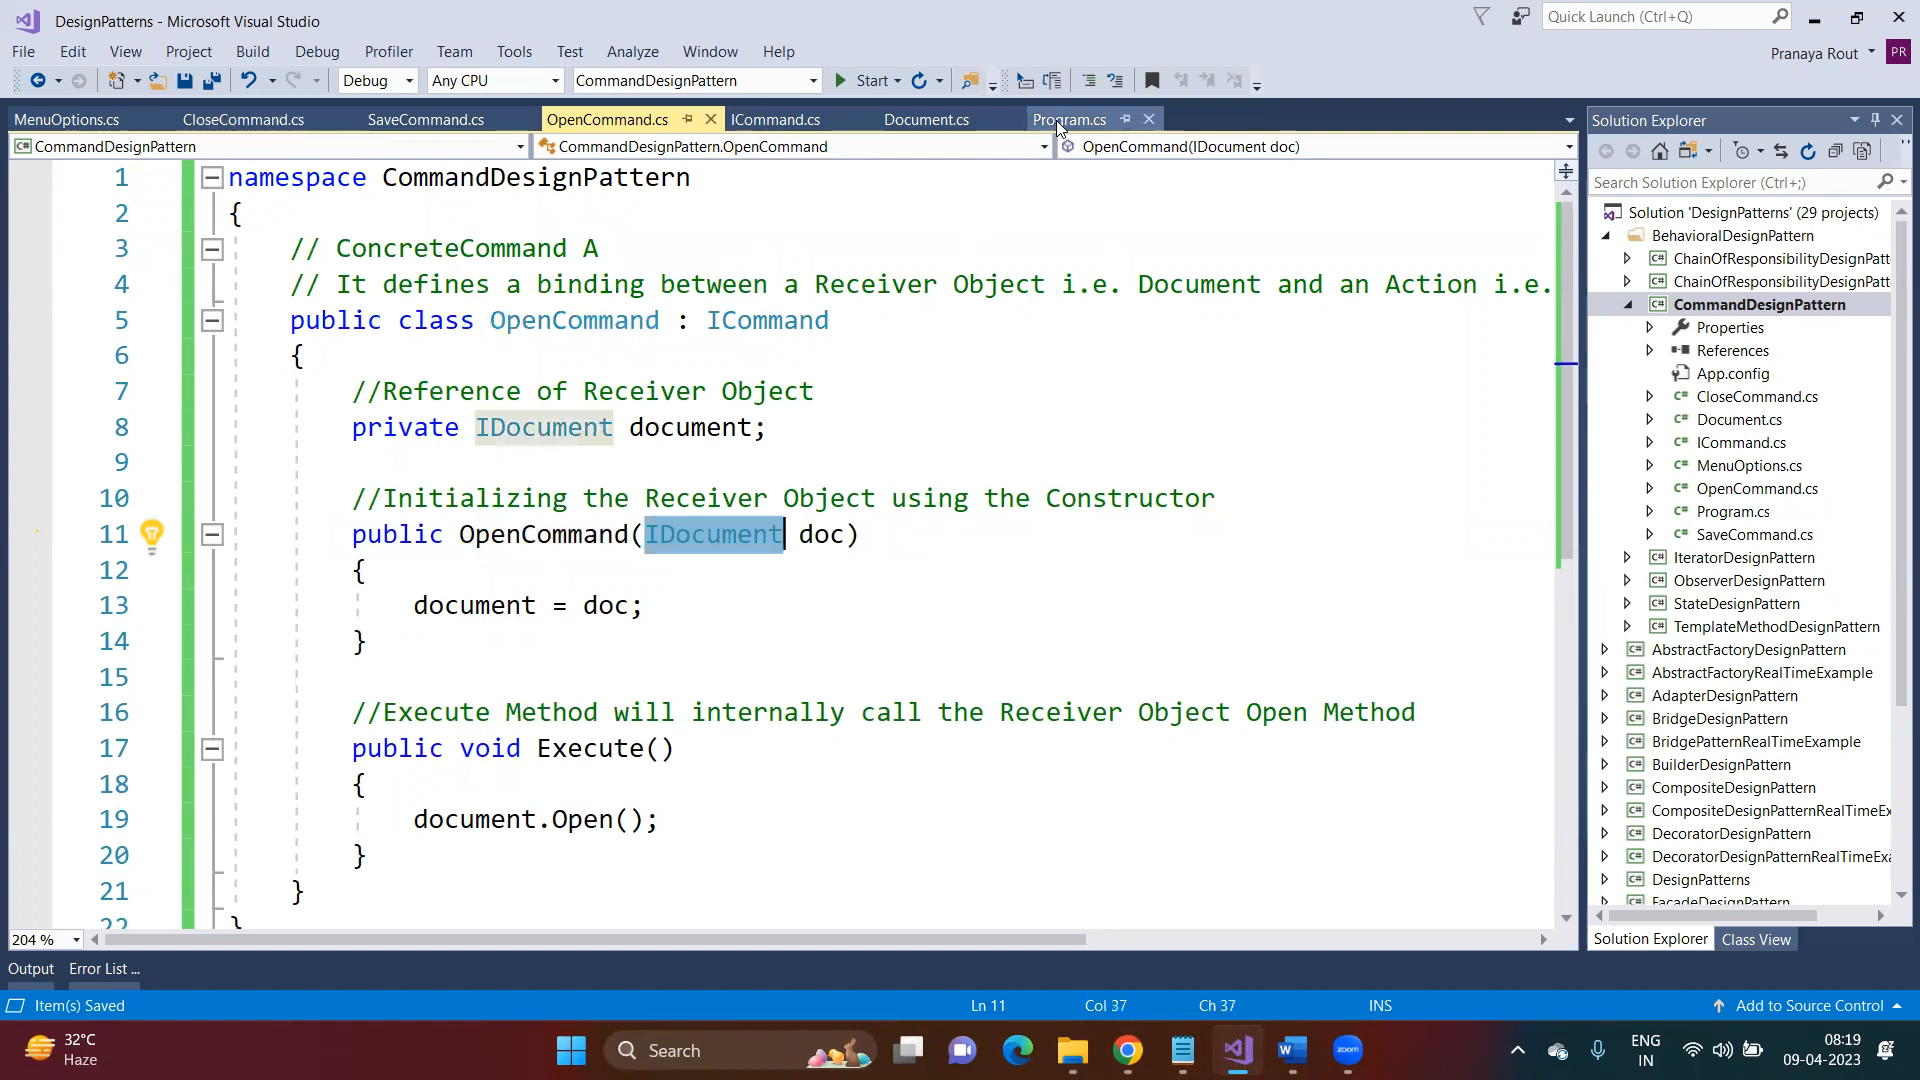 DesignPatterns - Microsoft Visual Studio
Quick Launch (Ctrl+Q)
File Edit View Project Build Debug Profiler Team Tools Test Analyze Window Help
Pranaya Rout PR
Debug Any CPU CommandDesignPattern Start
MenuOptions.cs CloseCommand.cs SaveCommand.cs OpenCommand.cs ICommand.cs Document.cs Program.cs
CommandDesignPattern CommandDesignPattern.OpenCommand OpenCommand(IDocument doc)
1 namespace CommandDesignPattern
2 {
3 // ConcreteCommand A
4 // It defines a binding between a Receiver Object i.e. Document and an Action i.e.
5 public class OpenCommand : ICommand
6 {
7 //Reference of Receiver Object
8 private IDocument document;
9
10 //Initializing the Receiver Object using the Constructor
11 public OpenCommand(IDocument doc)
12 {
13 document = doc;
14 }
15
16 //Execute Method will internally call the Receiver Object Open Method
17 public void Execute()
18 {
19 document.Open();
20 }
21 }
22 }
204 %
Solution Explorer
Search Solution Explorer (Ctrl+;)
Solution 'DesignPatterns' (29 projects)
BehavioralDesignPattern
C# ChainOfResponsibilityDesignPatt
C# ChainOfResponsibilityDesignPatt
C# CommandDesignPattern
Properties
References
App.config
C# CloseCommand.cs
C# Document.cs
C# ICommand.cs
C# MenuOptions.cs
C# OpenCommand.cs
C# Program.cs
C# SaveCommand.cs
C# IteratorDesignPattern
C# ObserverDesignPattern
C# StateDesignPattern
C# TemplateMethodDesignPattern
C# AbstractFactoryDesignPattern
C# AbstractFactoryRealTimeExample
C# AdapterDesignPattern
C# BridgeDesignPattern
C# BridgePatternRealTimeExample
C# BuilderDesignPattern
C# CompositeDesignPattern
C# CompositeDesignPatternRealTimeEx
C# DecoratorDesignPattern
C# DecoratorDesignPatternRealTimeExa
C# DesignPatterns
C# FacadeDesignPattern
Solution Explorer Class View
Output Error List ...
Item(s) Saved Ln 11 Col 37 Ch 37 INS Add to Source Control
32°C
Haze
Search
W
zoom
ENG
IN
08:19
09-04-2023